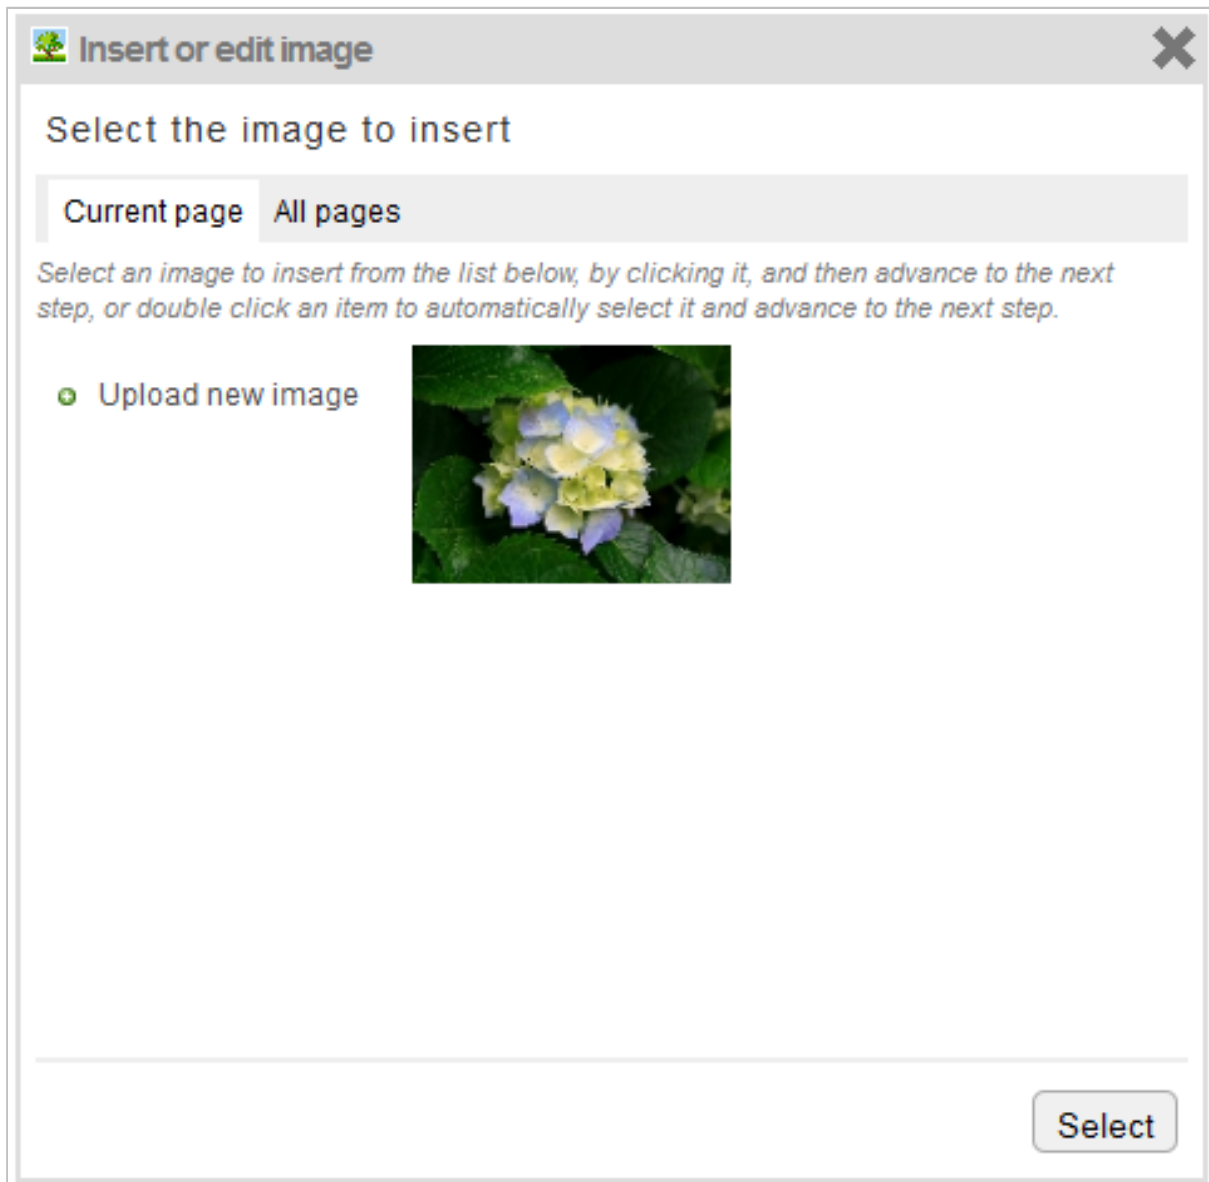 Insert or edit image
Select the image to insert
Current page All pages
Select an image to insert from the list below, by clicking it, and then advance to the next
step, or double click an item to automatically select it and advance to the next step.
Upload new image
Select